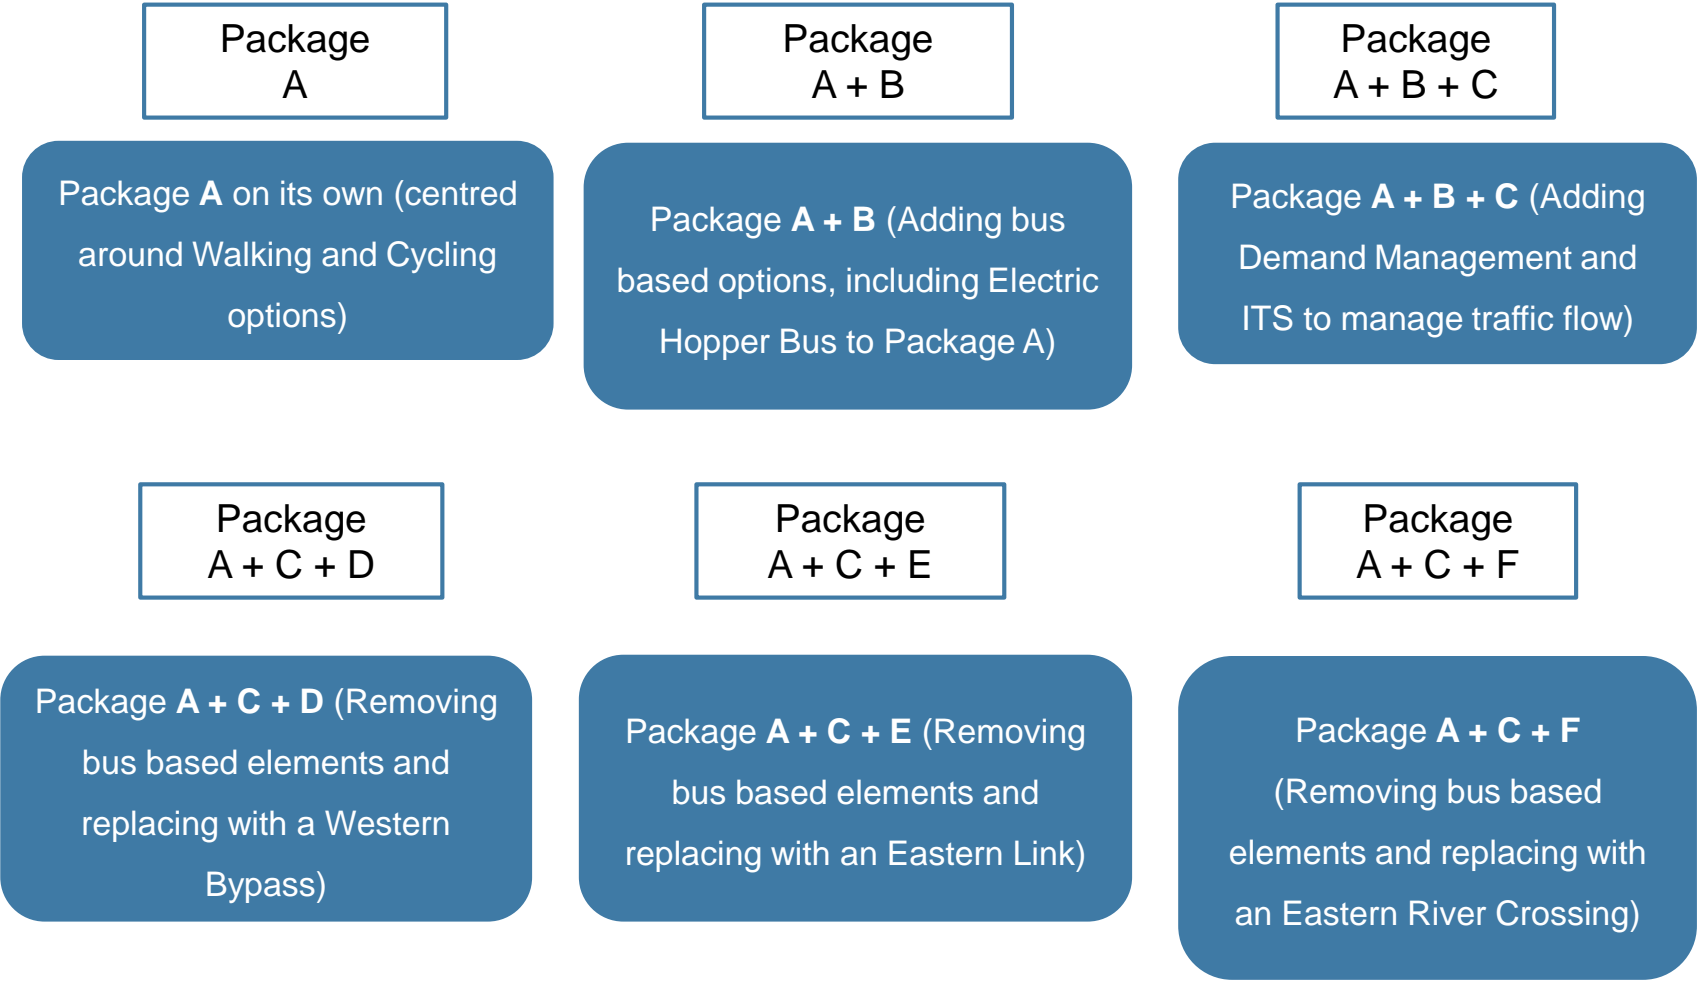 Package
A
Package A on its own (centred
around Walking and Cycling
options)
Package
A + B
Package A + B (Adding bus
based options, including Electric
Hopper Bus to Package A)
Package
A + B + C
Package A + B + C (Adding
Demand Management and
ITS to manage traffic flow)
Package
A + C + D
Package A + C + D (Removing
bus based elements and
replacing with a Western
Bypass)
Package
A + C + E
Package A + C + E (Removing
bus based elements and
replacing with an Eastern Link)
Package
A + C + F
Package A + C + F
(Removing bus based
elements and replacing with
an Eastern River Crossing)